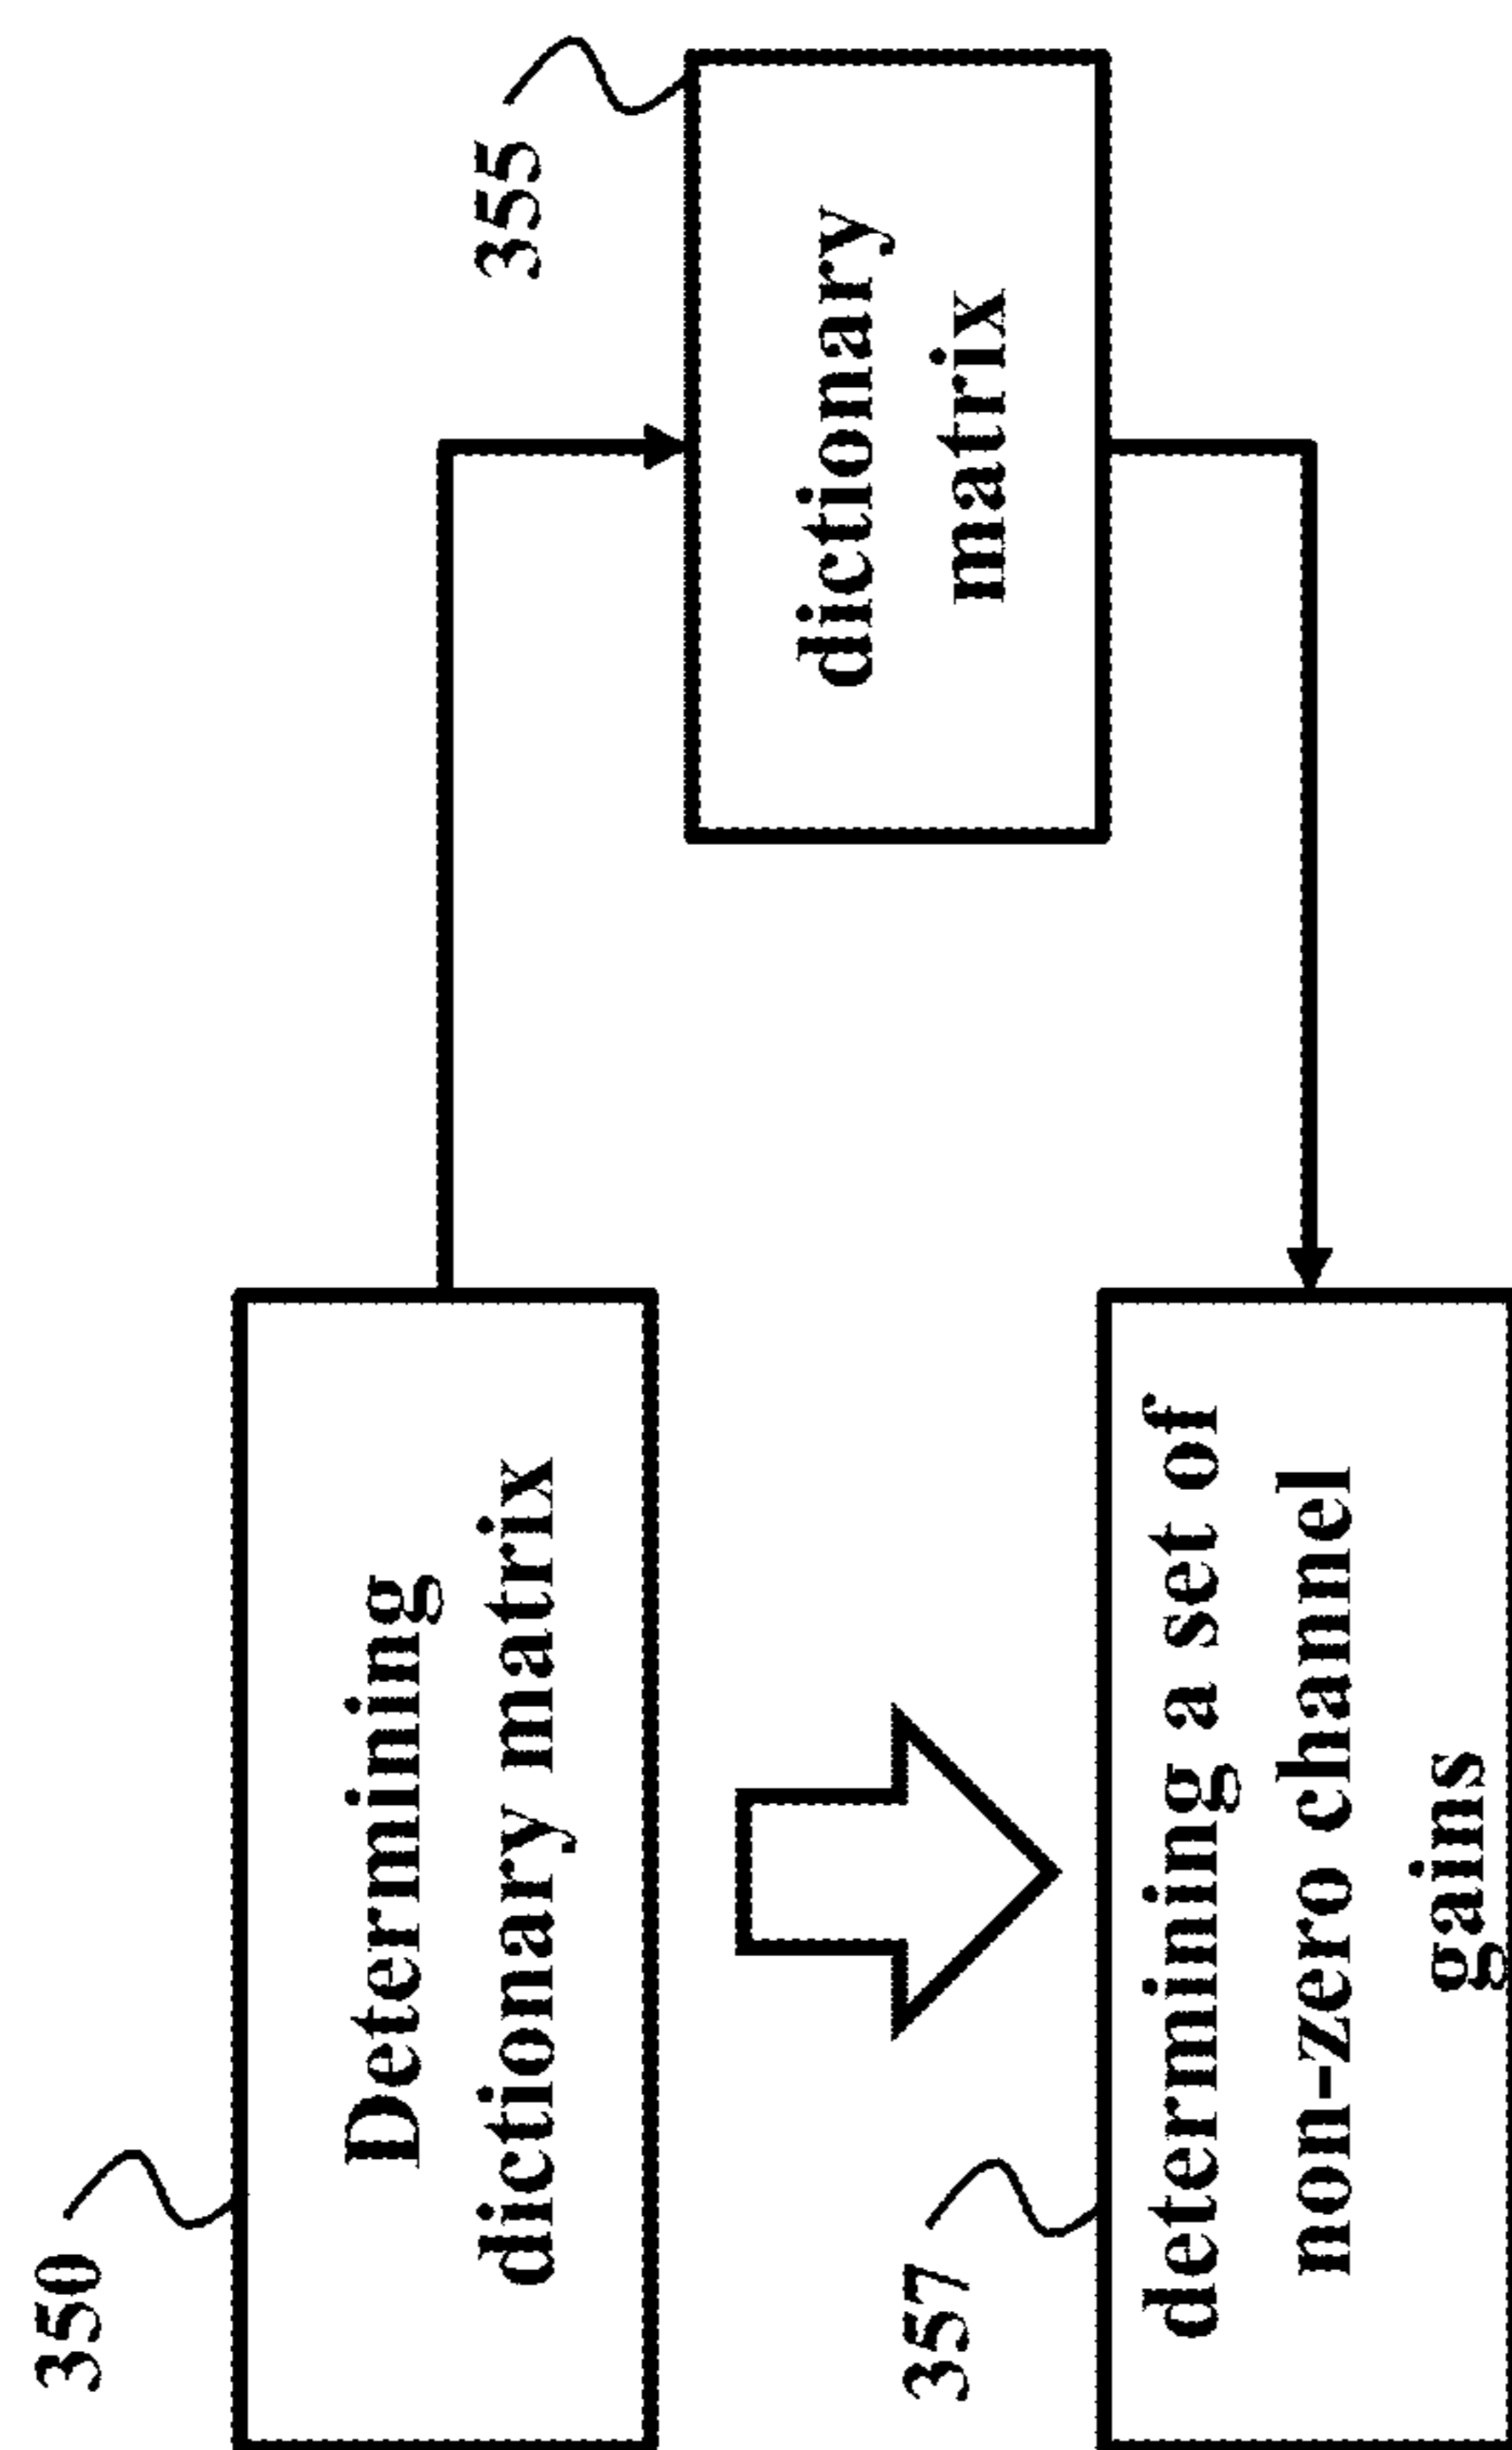 350
Determining
dictionary matrix
355
dictionary
matrix
357
determining a set of
non-zero channel
gains